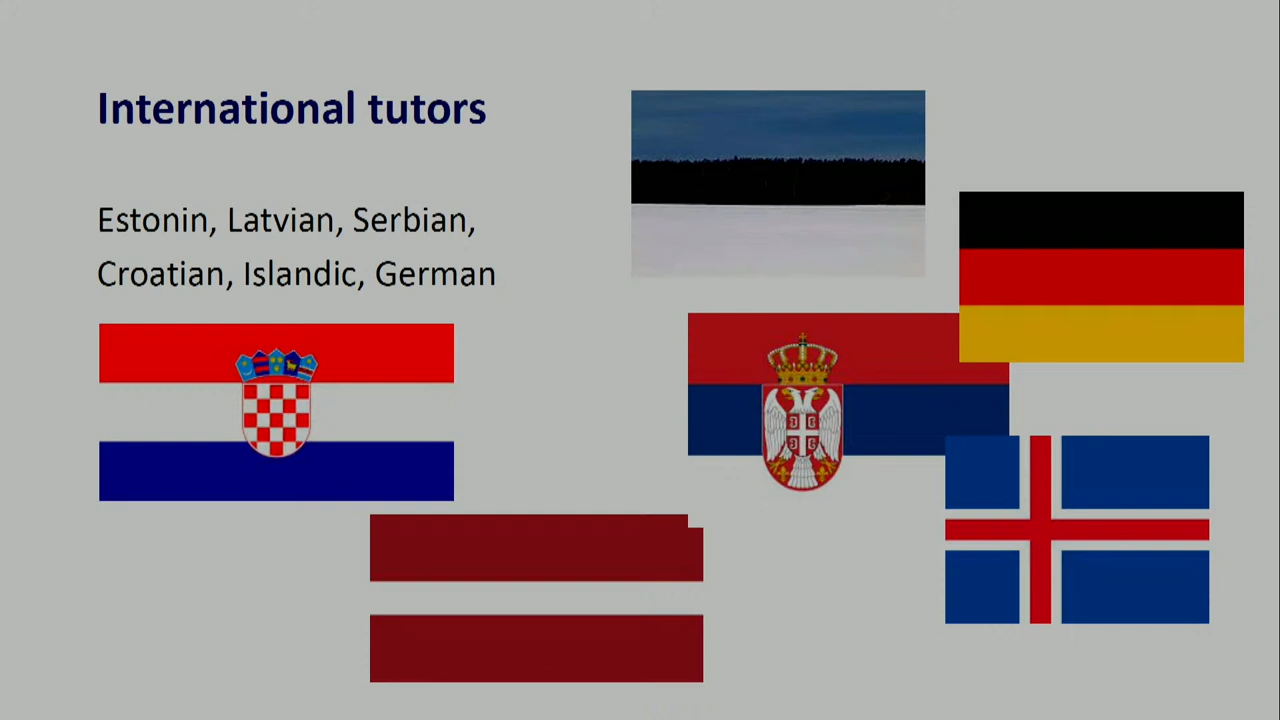 International tutors
Estonin, Latvian, Serbian,
Croatian, Islandic, German